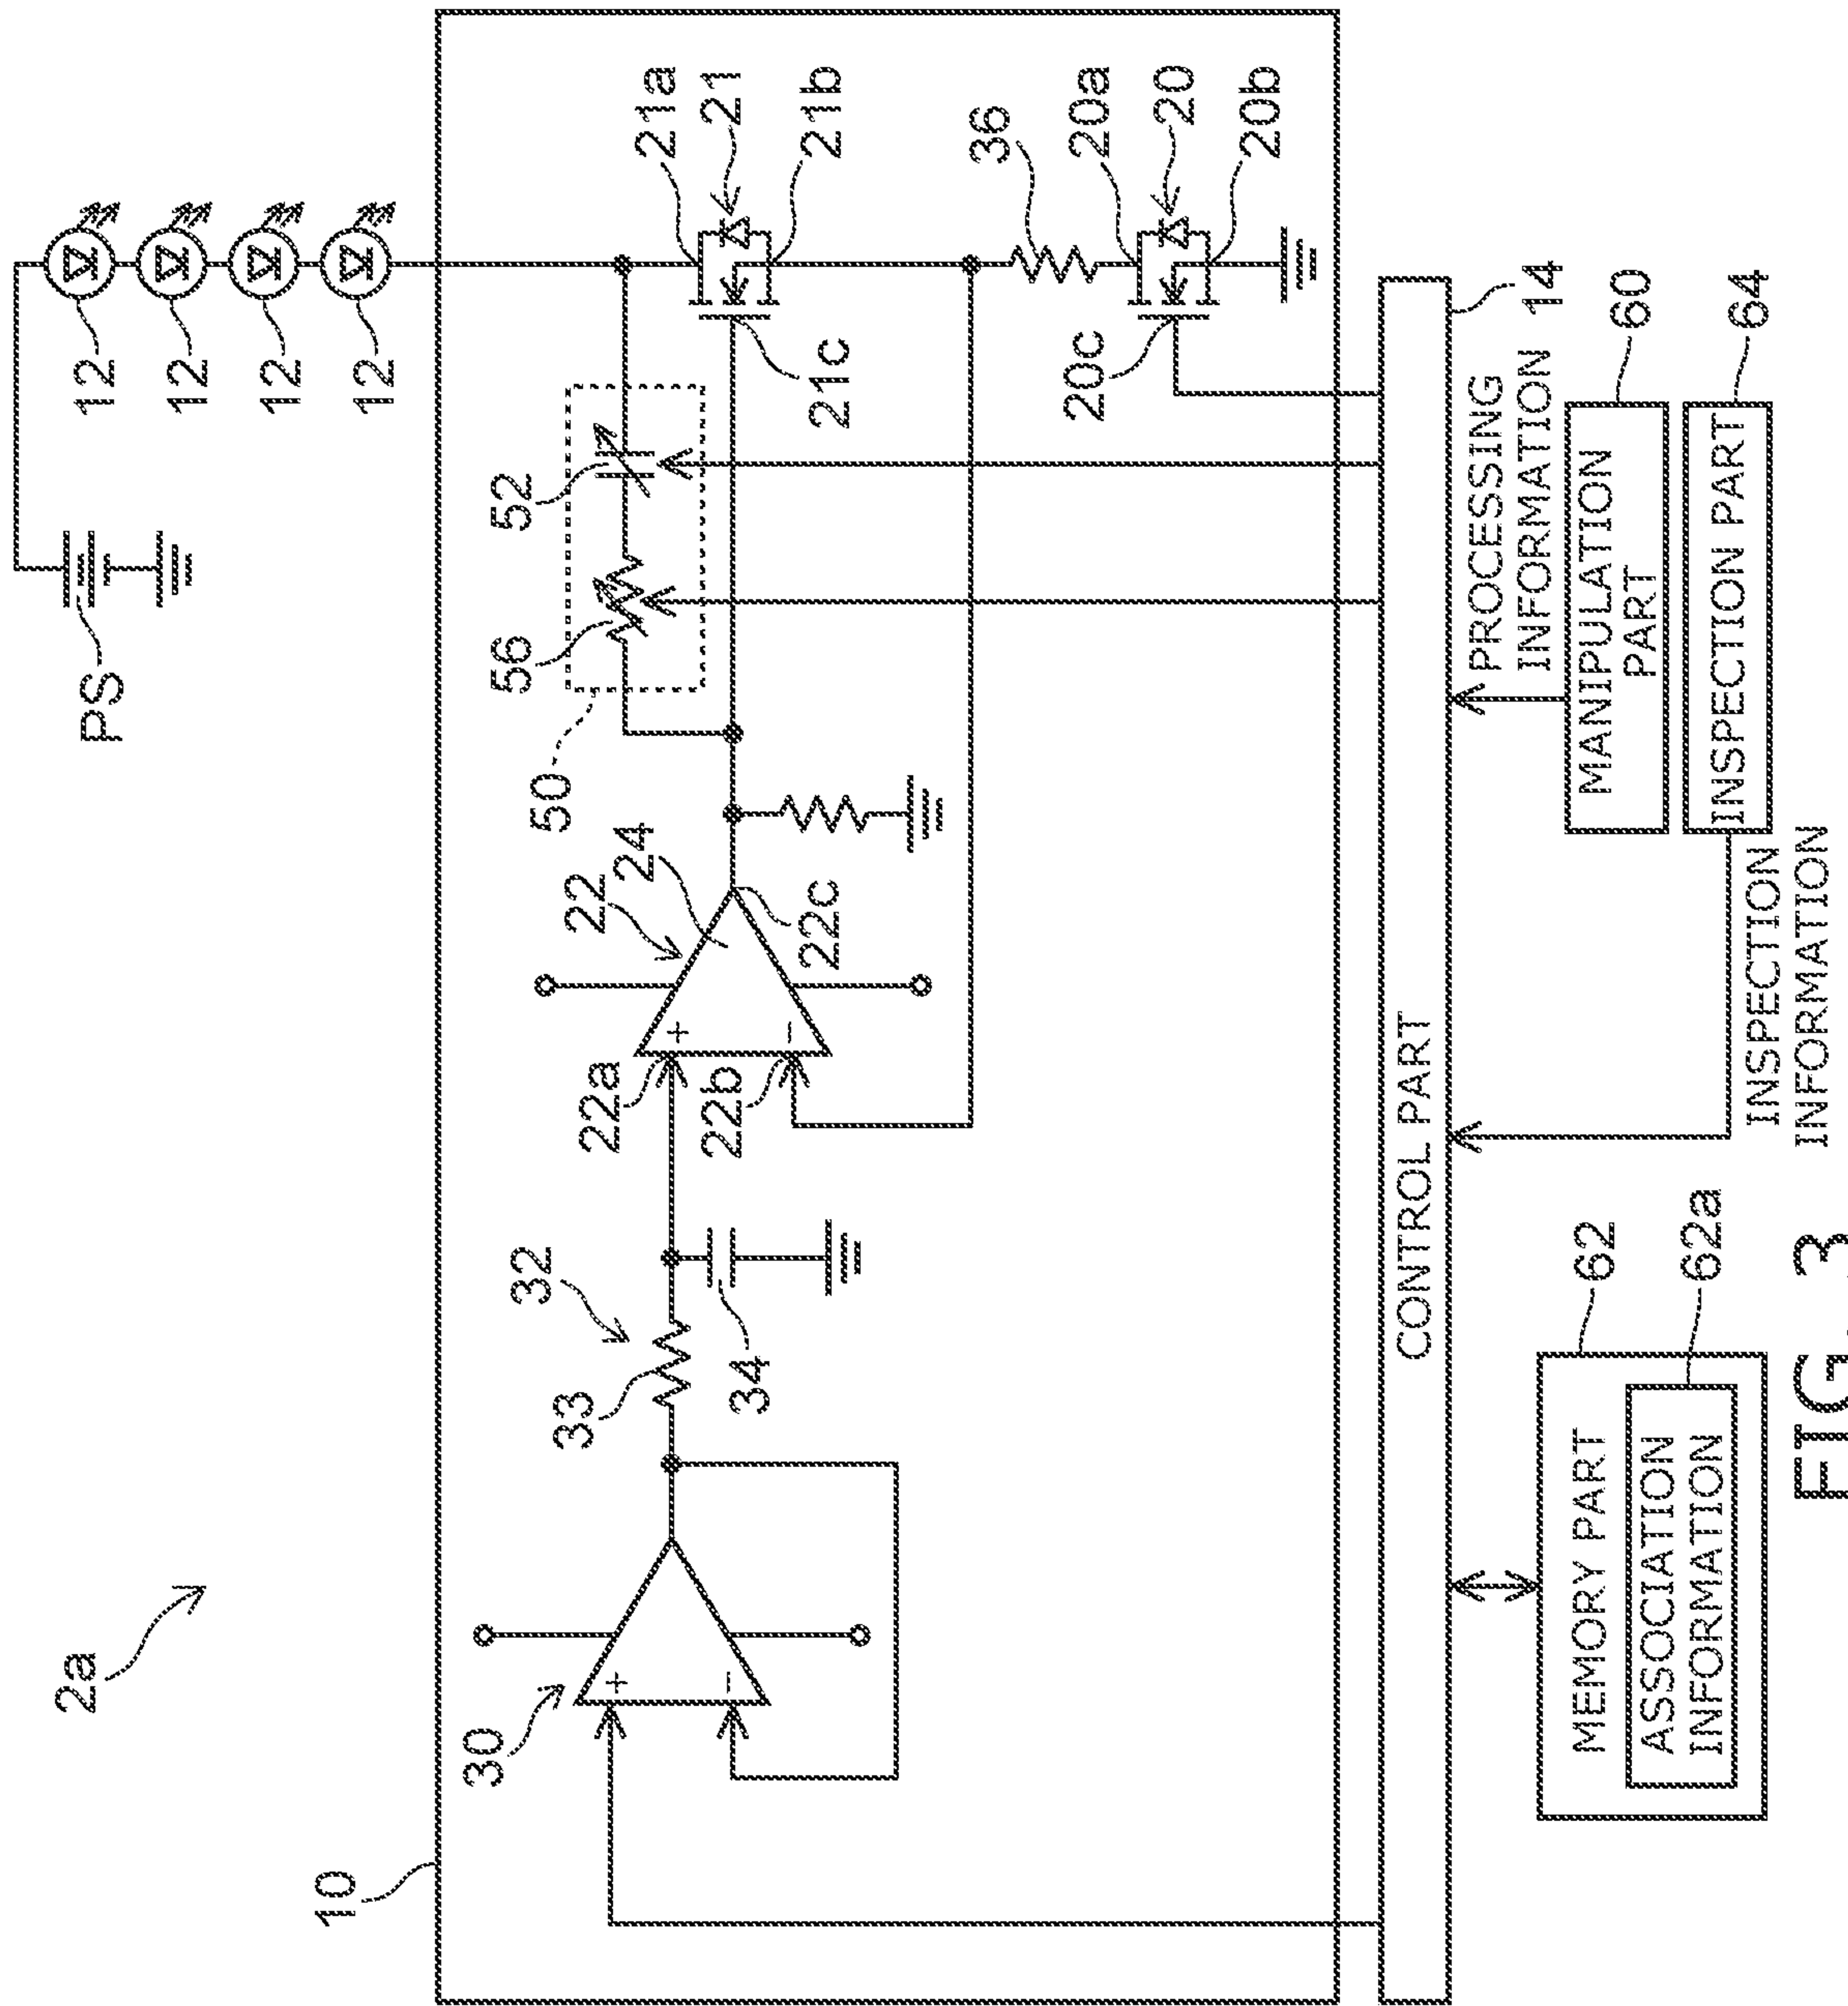 2a
PS
12
12
12
12
10
30
33
32
34
22
24
22a
22b
22c
+
−
+
−
50
56
52
21a
21
21b
21c
36
20a
20
20b
20c
CONTROL PART
14
PROCESSING
INFORMATION
MANIPULATION
PART
60
INSPECTION PART
64
INSPECTION
INFORMATION
MEMORY PART
62
ASSOCIATION
INFORMATION
62a
FIG. 3